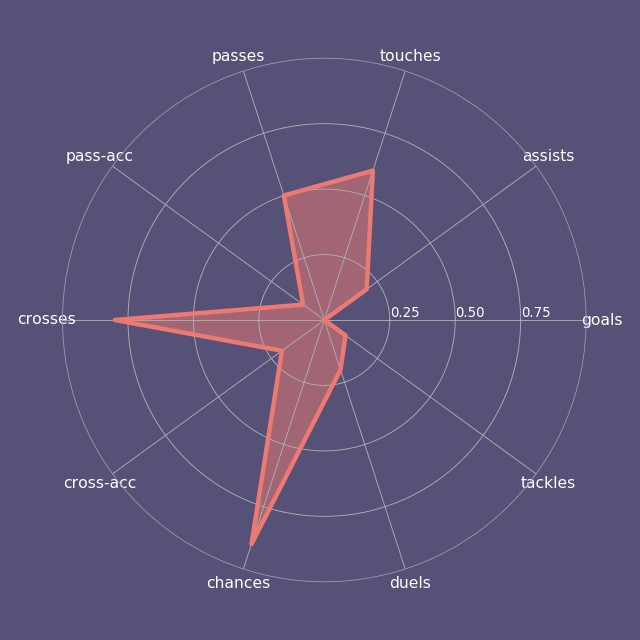 passes
touches
pass-acc
assists
crosses
0.25
0.50
0.75
goals
cross-acc
tackles
chances
duels